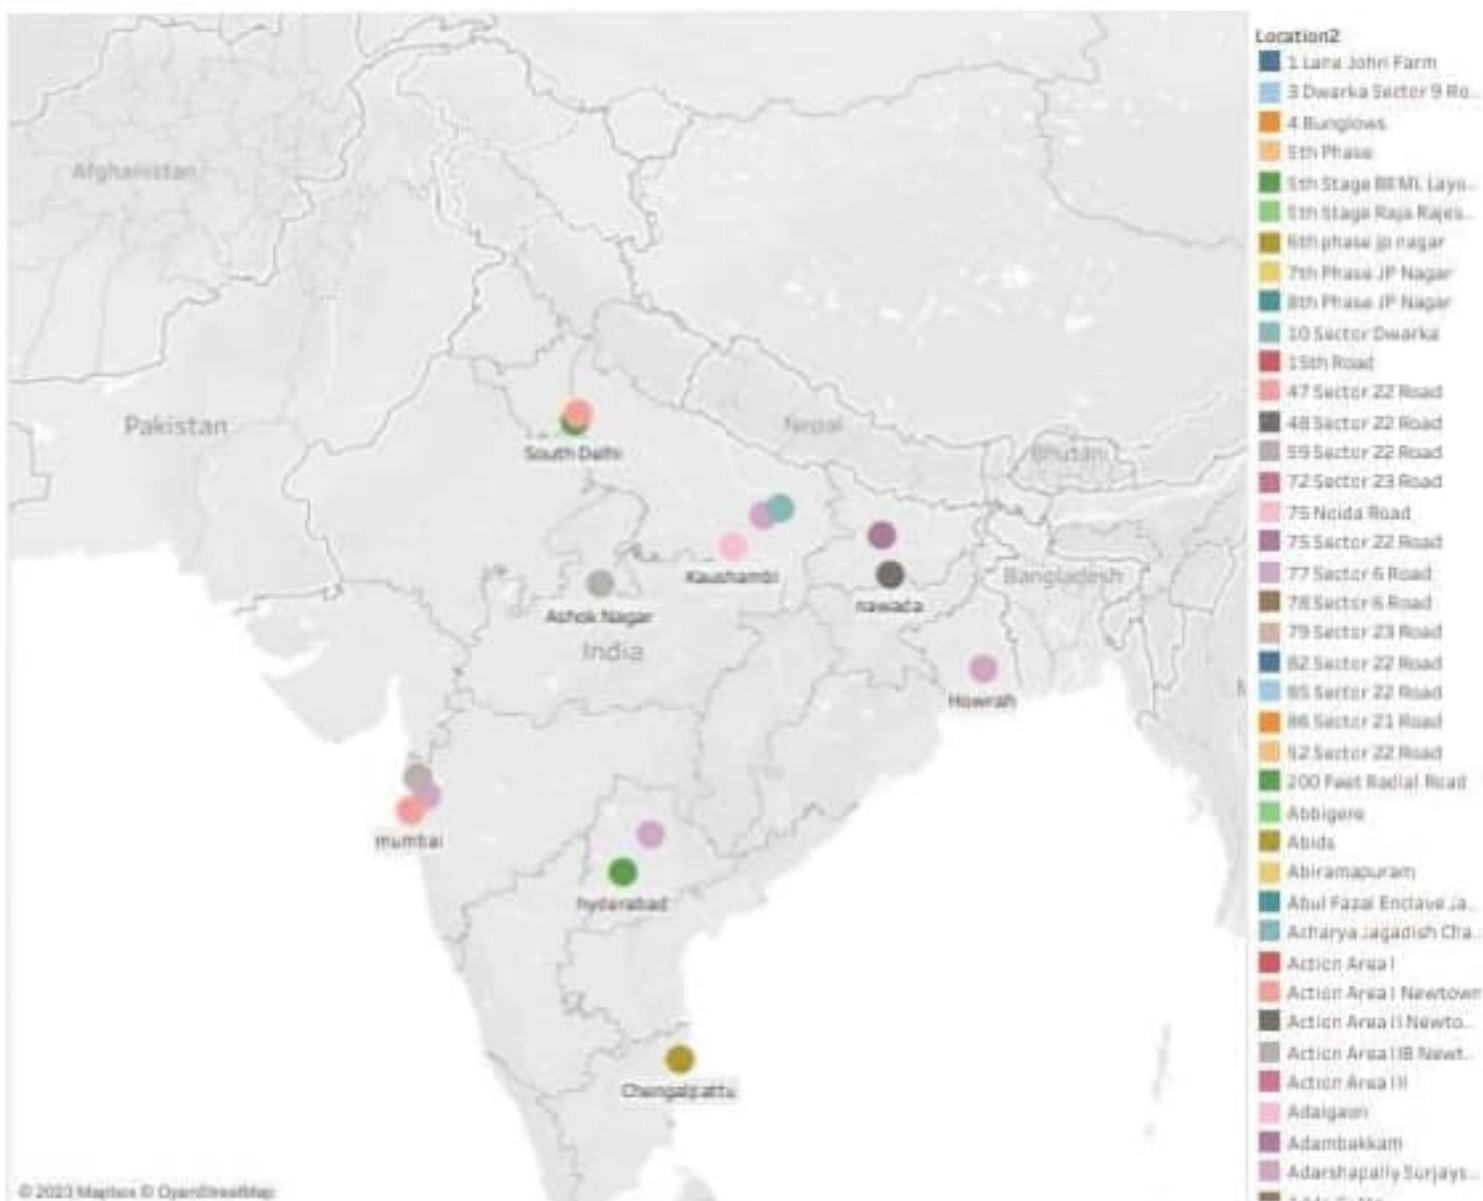 Afghanistan
Pakistan
South Delhi
Nepal
Bhutan
Kaushambi
Bangladesh
nawada
Ashok Nagar
India
Howrah
mumbai
hyderabad
Chengalpattu
© 2023 Mapbox © OpenStreetMap
Location2
1 Lane Johri Farm
3 Dwarka Sector 9 Ro..
4 Bunglows
5th Phase
5th Stage BEML Layo..
5th Stage Raja Rajes..
6th phase jp nagar
7th Phase JP Nagar
8th Phase JP Nagar
10 Sector Dwarka
15th Road
47 Sector 22 Road
48 Sector 22 Road
59 Sector 22 Road
72 Sector 23 Road
75 Noida Road
75 Sector 22 Road
77 Sector 6 Road
78 Sector 6 Road
79 Sector 23 Road
82 Sector 22 Road
85 Sector 22 Road
86 Sector 21 Road
92 Sector 22 Road
200 Feet Radial Road
Abbigere
Abids
Abiramapuram
Abul Fazal Enclave Ja..
Acharya Jagadish Cha..
Action Area I
Action Area I Newtown
Action Area II Newto..
Action Area IIB Newt..
Action Area III
Adaigaon
Adambakkam
Adarshapally Surjays..